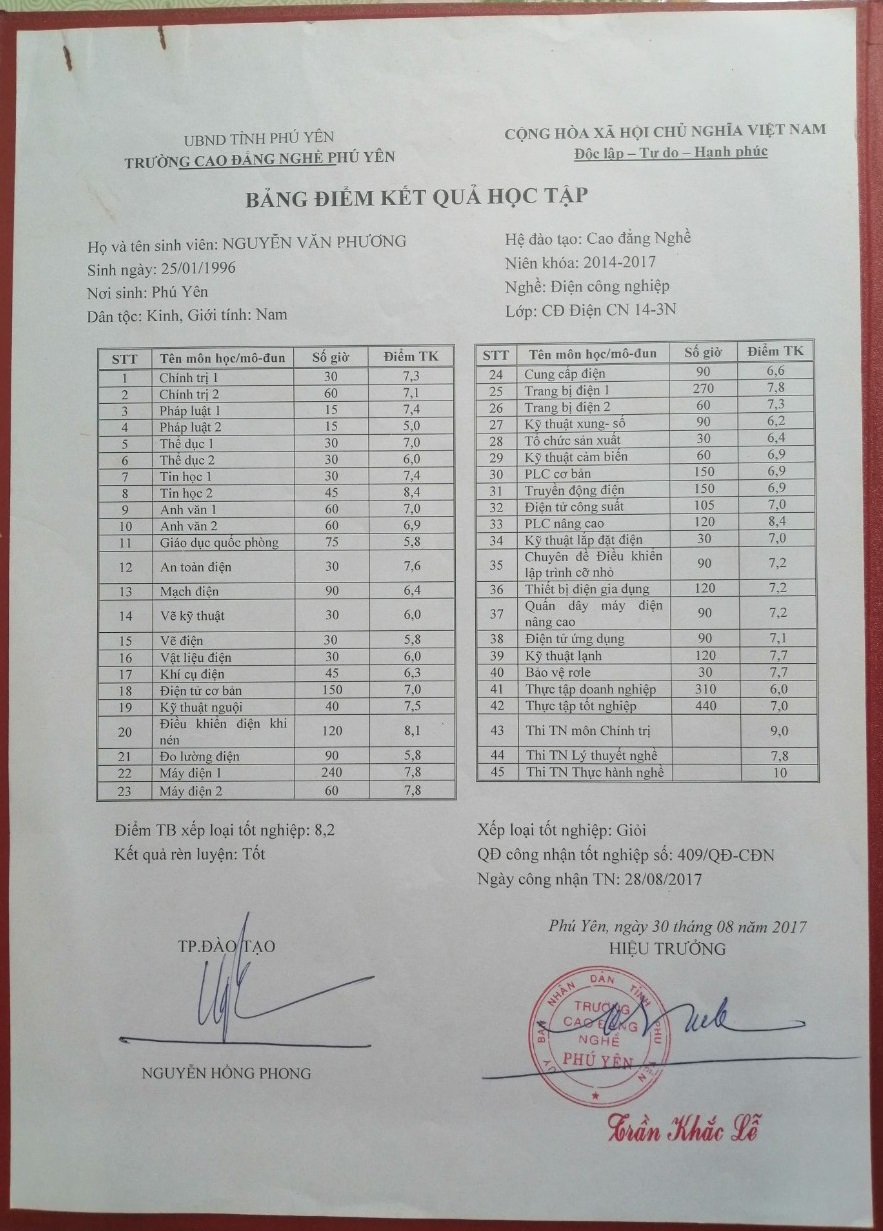 UBND TỈNH PHÚ YÊN
TRƯỜNG CAO ĐẲNG NGHỀ PHÚ YÊN
CỘNG HÒA XÃ HỘI CHỦ NGHĨA VIỆT NAM
Độc lập – Tự do – Hạnh phúc
BẢNG ĐIỂM KẾT QUẢ HỌC TẬP
Họ và tên sinh viên: NGUYỄN VĂN PHƯƠNG
Sinh ngày: 25/01/1996
Nơi sinh: Phú Yên
Dân tộc: Kinh, Giới tính: Nam
Hệ đào tạo: Cao đẳng Nghề
Niên khóa: 2014-2017
Nghề: Điện công nghiệp
Lớp: CĐ Điện CN 14-3N
STT Tên môn học/mô-đun Số giờ Điểm TK
1 Chính trị 1 30 7,3
2 Chính trị 2 60 7,1
3 Pháp luật 1 15 7,4
4 Pháp luật 2 15 5,0
5 Thể dục 1 30 7,0
6 Thể dục 2 30 6,0
7 Tin học 1 30 7,4
8 Tin học 2 45 8,4
9 Anh văn 1 60 7,0
10 Anh văn 2 60 6,9
11 Giáo dục quốc phòng 75 5,8
12 An toàn điện 30 7,6
13 Mạch điện 90 6,4
14 Vẽ kỹ thuật 30 6,0
15 Vẽ điện 30 5,8
16 Vật liệu điện 30 6,0
17 Khí cụ điện 45 6,3
18 Điện tử cơ bản 150 7,0
19 Kỹ thuật nguội 40 7,5
20 Điều khiển điện khí nén 120 8,1
21 Đo lường điện 90 5,8
22 Máy điện 1 240 7,8
23 Máy điện 2 60 7,8
STT Tên môn học/mô-đun Số giờ Điểm TK
24 Cung cấp điện 90 6,6
25 Trang bị điện 1 270 7,8
26 Trang bị điện 2 60 7,3
27 Kỹ thuật xung- số 90 6,2
28 Tổ chức sản xuất 30 6,4
29 Kỹ thuật cảm biến 60 6,9
30 PLC cơ bản 150 6,9
31 Truyền động điện 150 6,9
32 Điện tử công suất 105 7,0
33 PLC nâng cao 120 8,4
34 Kỹ thuật lắp đặt điện 30 7,0
35 Chuyên đề Điều khiển lập trình cỡ nhỏ 90 7,2
36 Thiết bị điện gia dụng 120 7,2
37 Quấn dây máy điện nâng cao 90 7,2
38 Điện tử ứng dụng 90 7,1
39 Kỹ thuật lạnh 120 7,7
40 Bảo vệ rơle 30 7,7
41 Thực tập doanh nghiệp 310 6,0
42 Thực tập tốt nghiệp 440 7,0
43 Thi TN môn Chính trị 9,0
44 Thi TN Lý thuyết nghề 7,8
45 Thi TN Thực hành nghề 10
Điểm TB xếp loại tốt nghiệp: 8,2
Kết quả rèn luyện: Tốt
Xếp loại tốt nghiệp: Giỏi
QĐ công nhận tốt nghiệp số: 409/QĐ-CĐN
Ngày công nhận TN: 28/08/2017
Phú Yên, ngày 30 tháng 08 năm 2017
TP.ĐÀO TẠO
HIỆU TRƯỞNG
ỦY BAN NHÂN DÂN TỈNH PHÚ YÊN
TRƯỜNG
CAO ĐẲNG
NGHỀ
PHÚ YÊN
NGUYỄN HỒNG PHONG
Trần Khắc Lễ